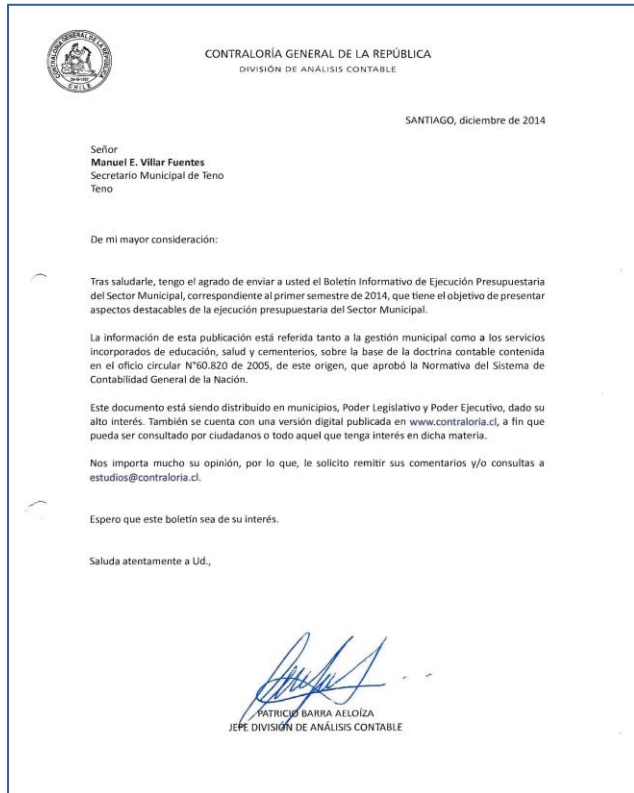 CONTRALORÍA GENERAL DE LA REPÚBLICA
CHILE
CONTRALORÍA GENERAL DE LA REPÚBLICA
DIVISIÓN DE ANÁLISIS CONTABLE
SANTIAGO, diciembre de 2014
Señor
Manuel E. Villar Fuentes
Secretario Municipal de Teno
Teno
De mi mayor consideración:
Tras saludarle, tengo el agrado de enviar a usted el Boletín Informativo de Ejecución Presupuestaria
del Sector Municipal, correspondiente al primer semestre de 2014, que tiene el objetivo de presentar
aspectos destacables de la ejecución presupuestaria del Sector Municipal.
La información de esta publicación está referida tanto a la gestión municipal como a los servicios
incorporados de educación, salud y cementerios, sobre la base de la doctrina contable contenida
en el oficio circular N°60.820 de 2005, de este origen, que aprobó la Normativa del Sistema de
Contabilidad General de la Nación.
Este documento está siendo distribuido en municipios, Poder Legislativo y Poder Ejecutivo, dado su
alto interés. También se cuenta con una versión digital publicada en www.contraloria.cl, a fin que
pueda ser consultado por ciudadanos o todo aquel que tenga interés en dicha materia.
Nos importa mucho su opinión, por lo que, le solicito remitir sus comentarios y/o consultas a
estudios@contraloria.cl.
Espero que este boletín sea de su interés.
Saluda atentamente a Ud.,
PATRICIO BARRA AELOÍZA
JEFE DIVISIÓN DE ANÁLISIS CONTABLE